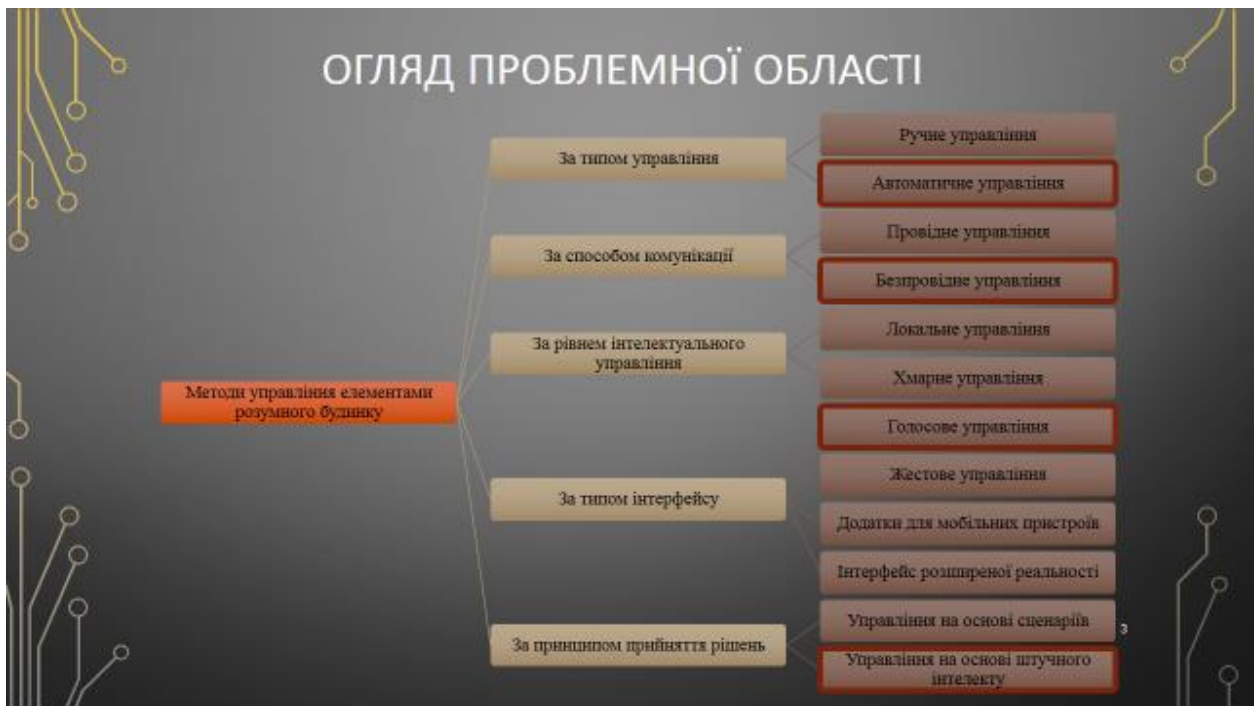 ОГЛЯД ПРОБЛЕМНОЇ ОБЛАСТІ
Методи управління елементами
розумного будинку
За типом управління
Ручне управління
Автоматичне управління
За способом комунікації
Провідне управління
Безпровідне управління
За рівнем інтелектуального
управління
Локальне управління
Хмарне управління
За типом інтерфейсу
Голосове управління
Жестове управління
Додатки для мобільних пристроїв
Інтерфейс розширеної реальності
За принципом прийняття рішень
Управління на основі сценаріїв
Управління на основі штучного
інтелекту
3